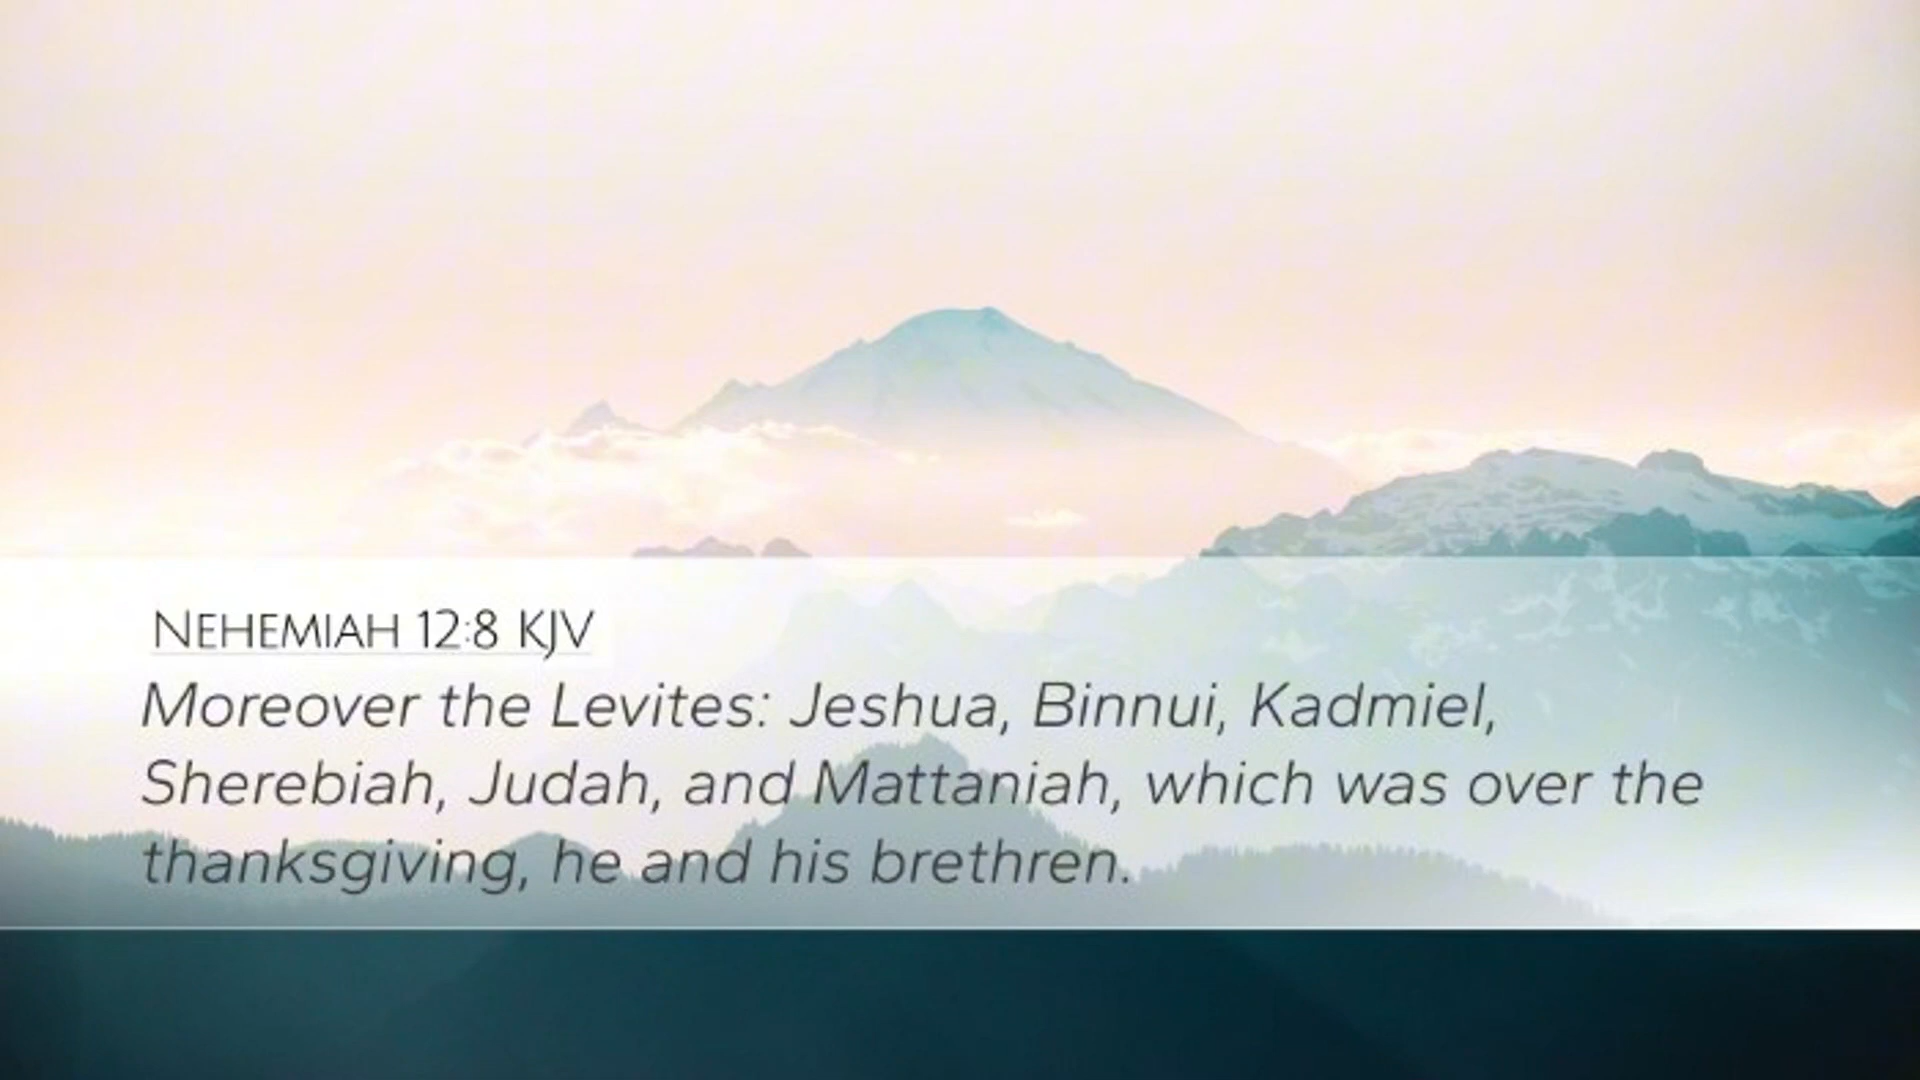 NEHEMIAH 12:8 KJV
Moreover the Levites: Jeshua, Binnui, Kadmiel,
Sherebiah, Judah, and Mattaniah, which was over the
thanksgiving, he and his brethren.